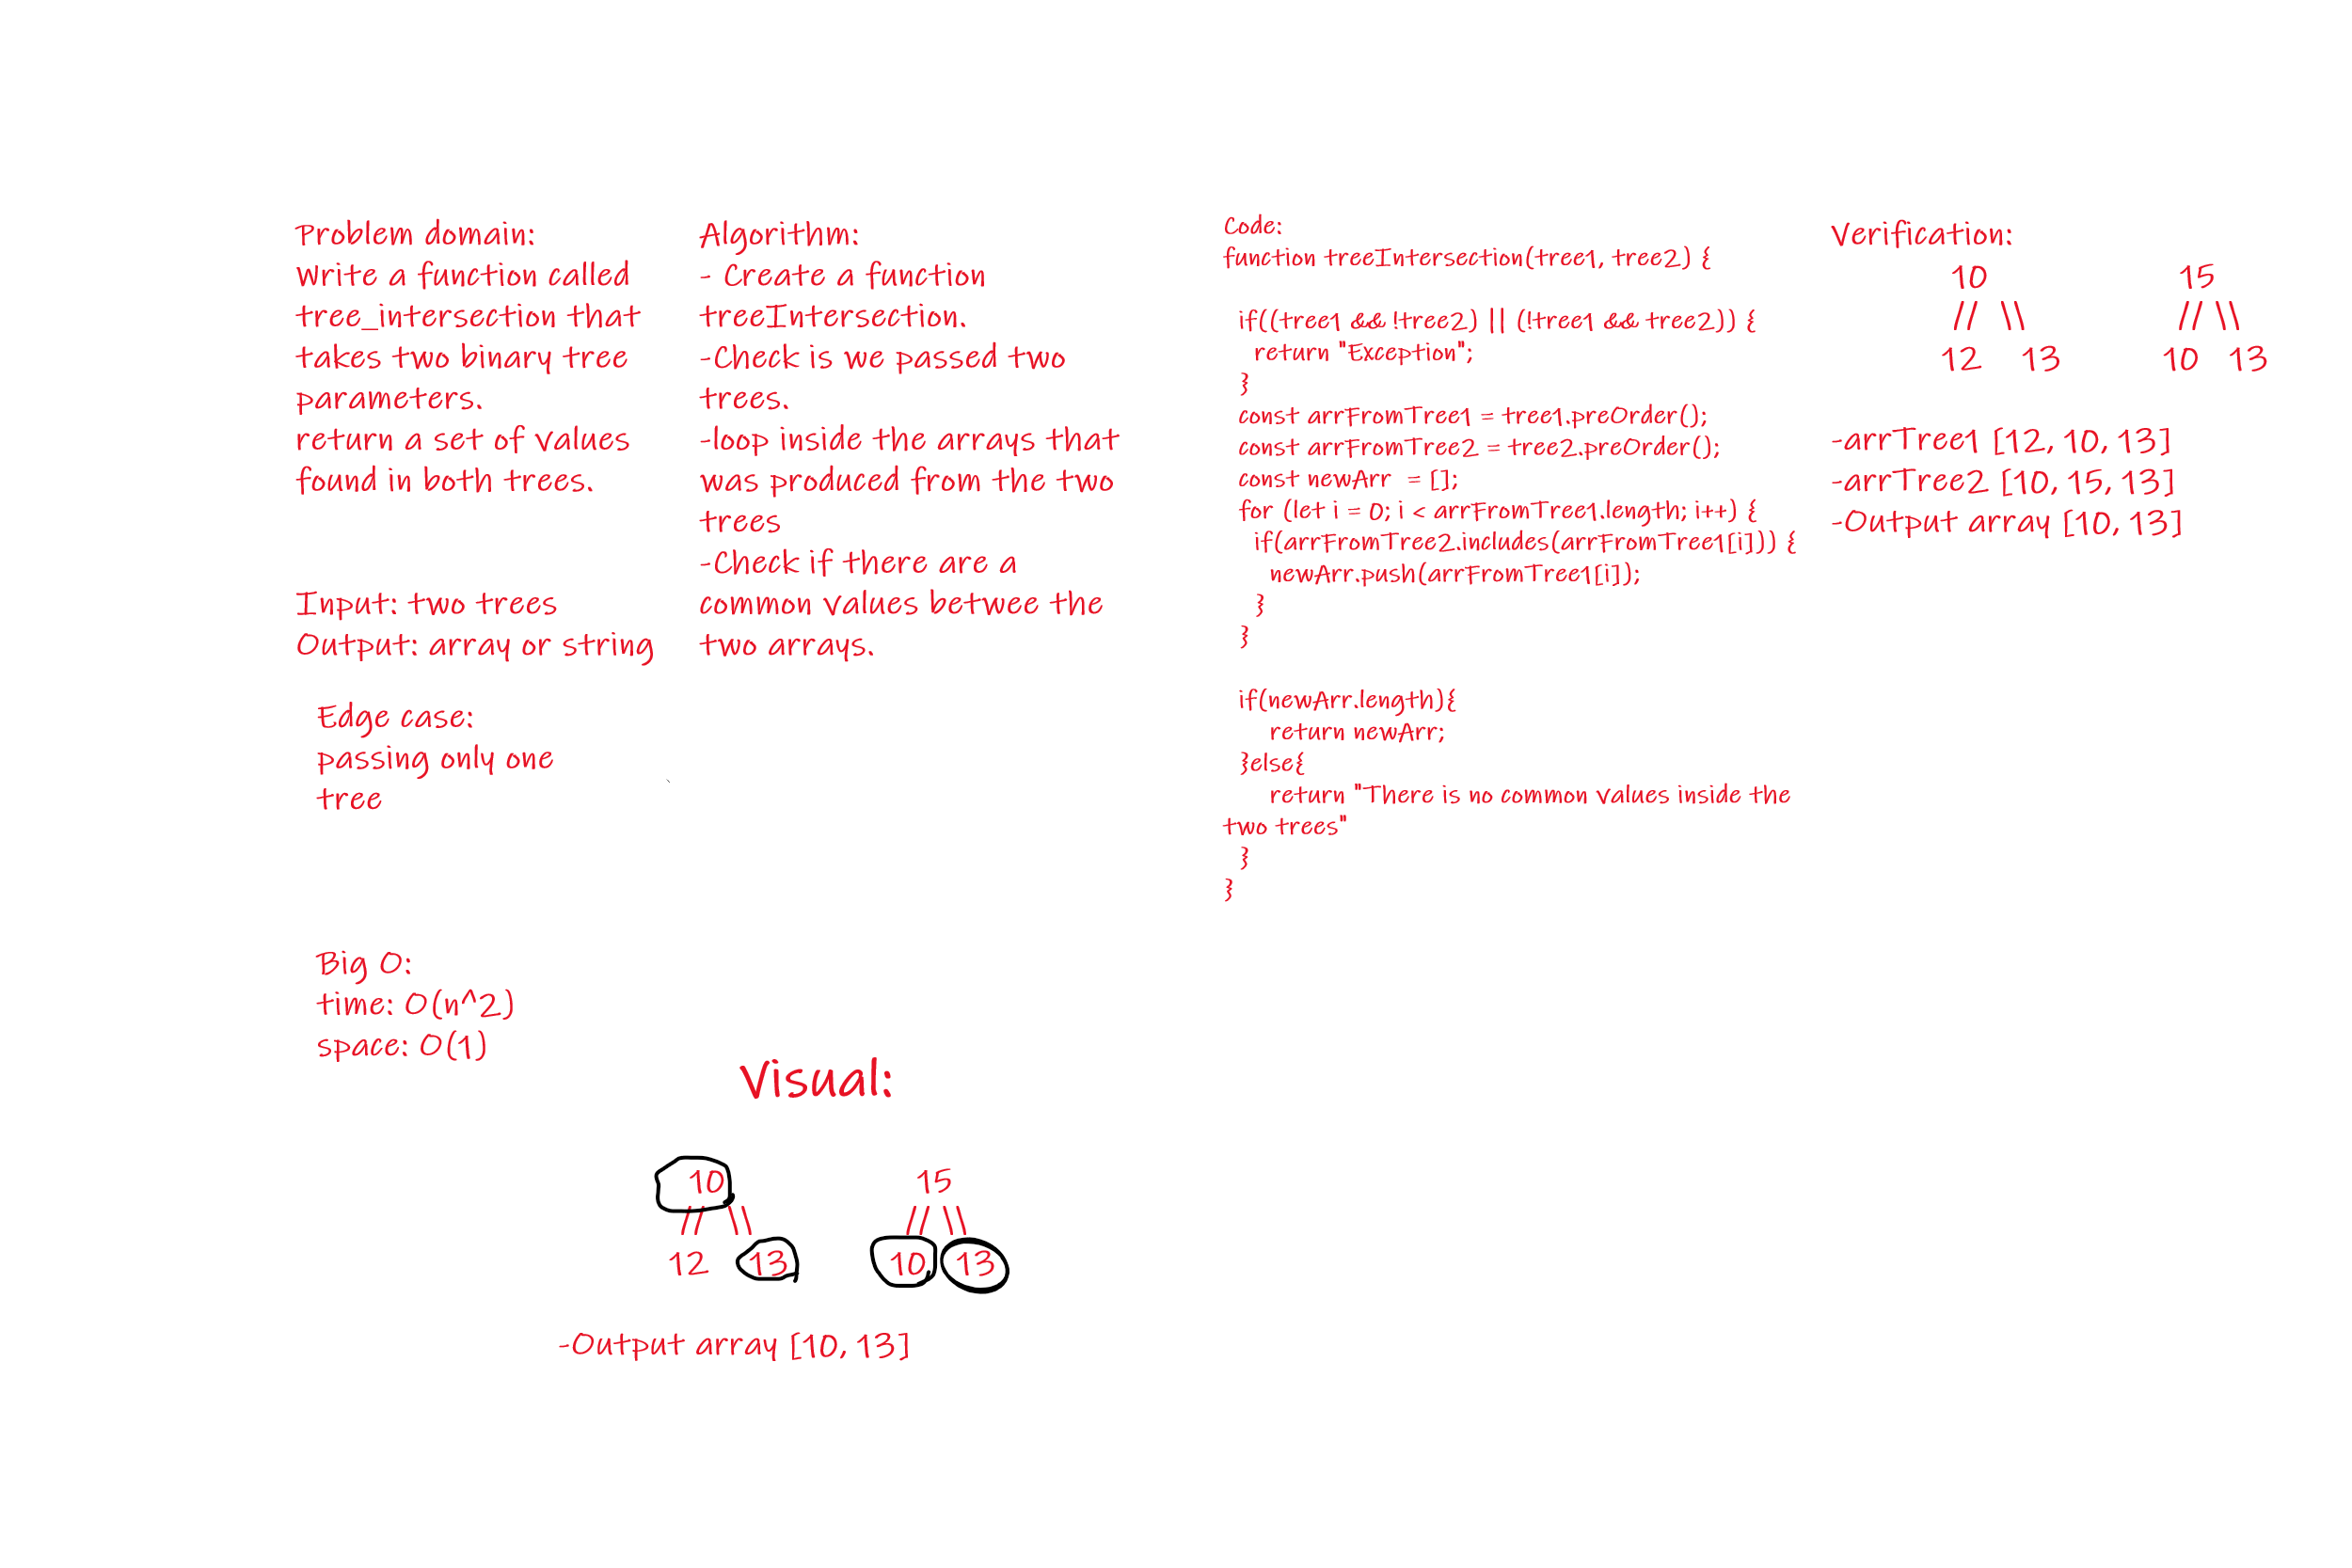 Problem domain:
Write a function called
tree_intersection that
takes two binary tree
parameters.
return a set of values
found in both trees.
Input: two trees
Output: array or string
Edge case:
passing only one
tree
Big O:
time: O(n^2)
space: O(1)
Algorithm:
- Create a function
treeIntersection.
-Check is we passed two
trees.
-loop inside the arrays that
was produced from the two
trees
-Check if there are a
common values betwee the
two arrays.
Code:
function treeIntersection(tree1, tree2) {
if((tree1 && !tree2) || (!tree1 && tree2)) {
return "Exception";
}
const arrFromTree1 = tree1.preOrder();
const arrFromTree2 = tree2.preOrder();
const newArr = [];
for (let i = 0; i < arrFromTree1.length; i++) {
if(arrFromTree2.includes(arrFromTree1[i])) {
newArr.push(arrFromTree1[i]);
}
}
if(newArr.length){
return newArr;
}else{
return "There is no common values inside the
two trees"
}
}
Verification:
10 15
// \\ // \\
12 13 10 13
-arrTree1 [12, 10, 13]
-arrTree2 [10, 15, 13]
-Output array [10, 13]
Visual:
10 15
// \\ // \\
12 13 10 13
-Output array [10, 13]